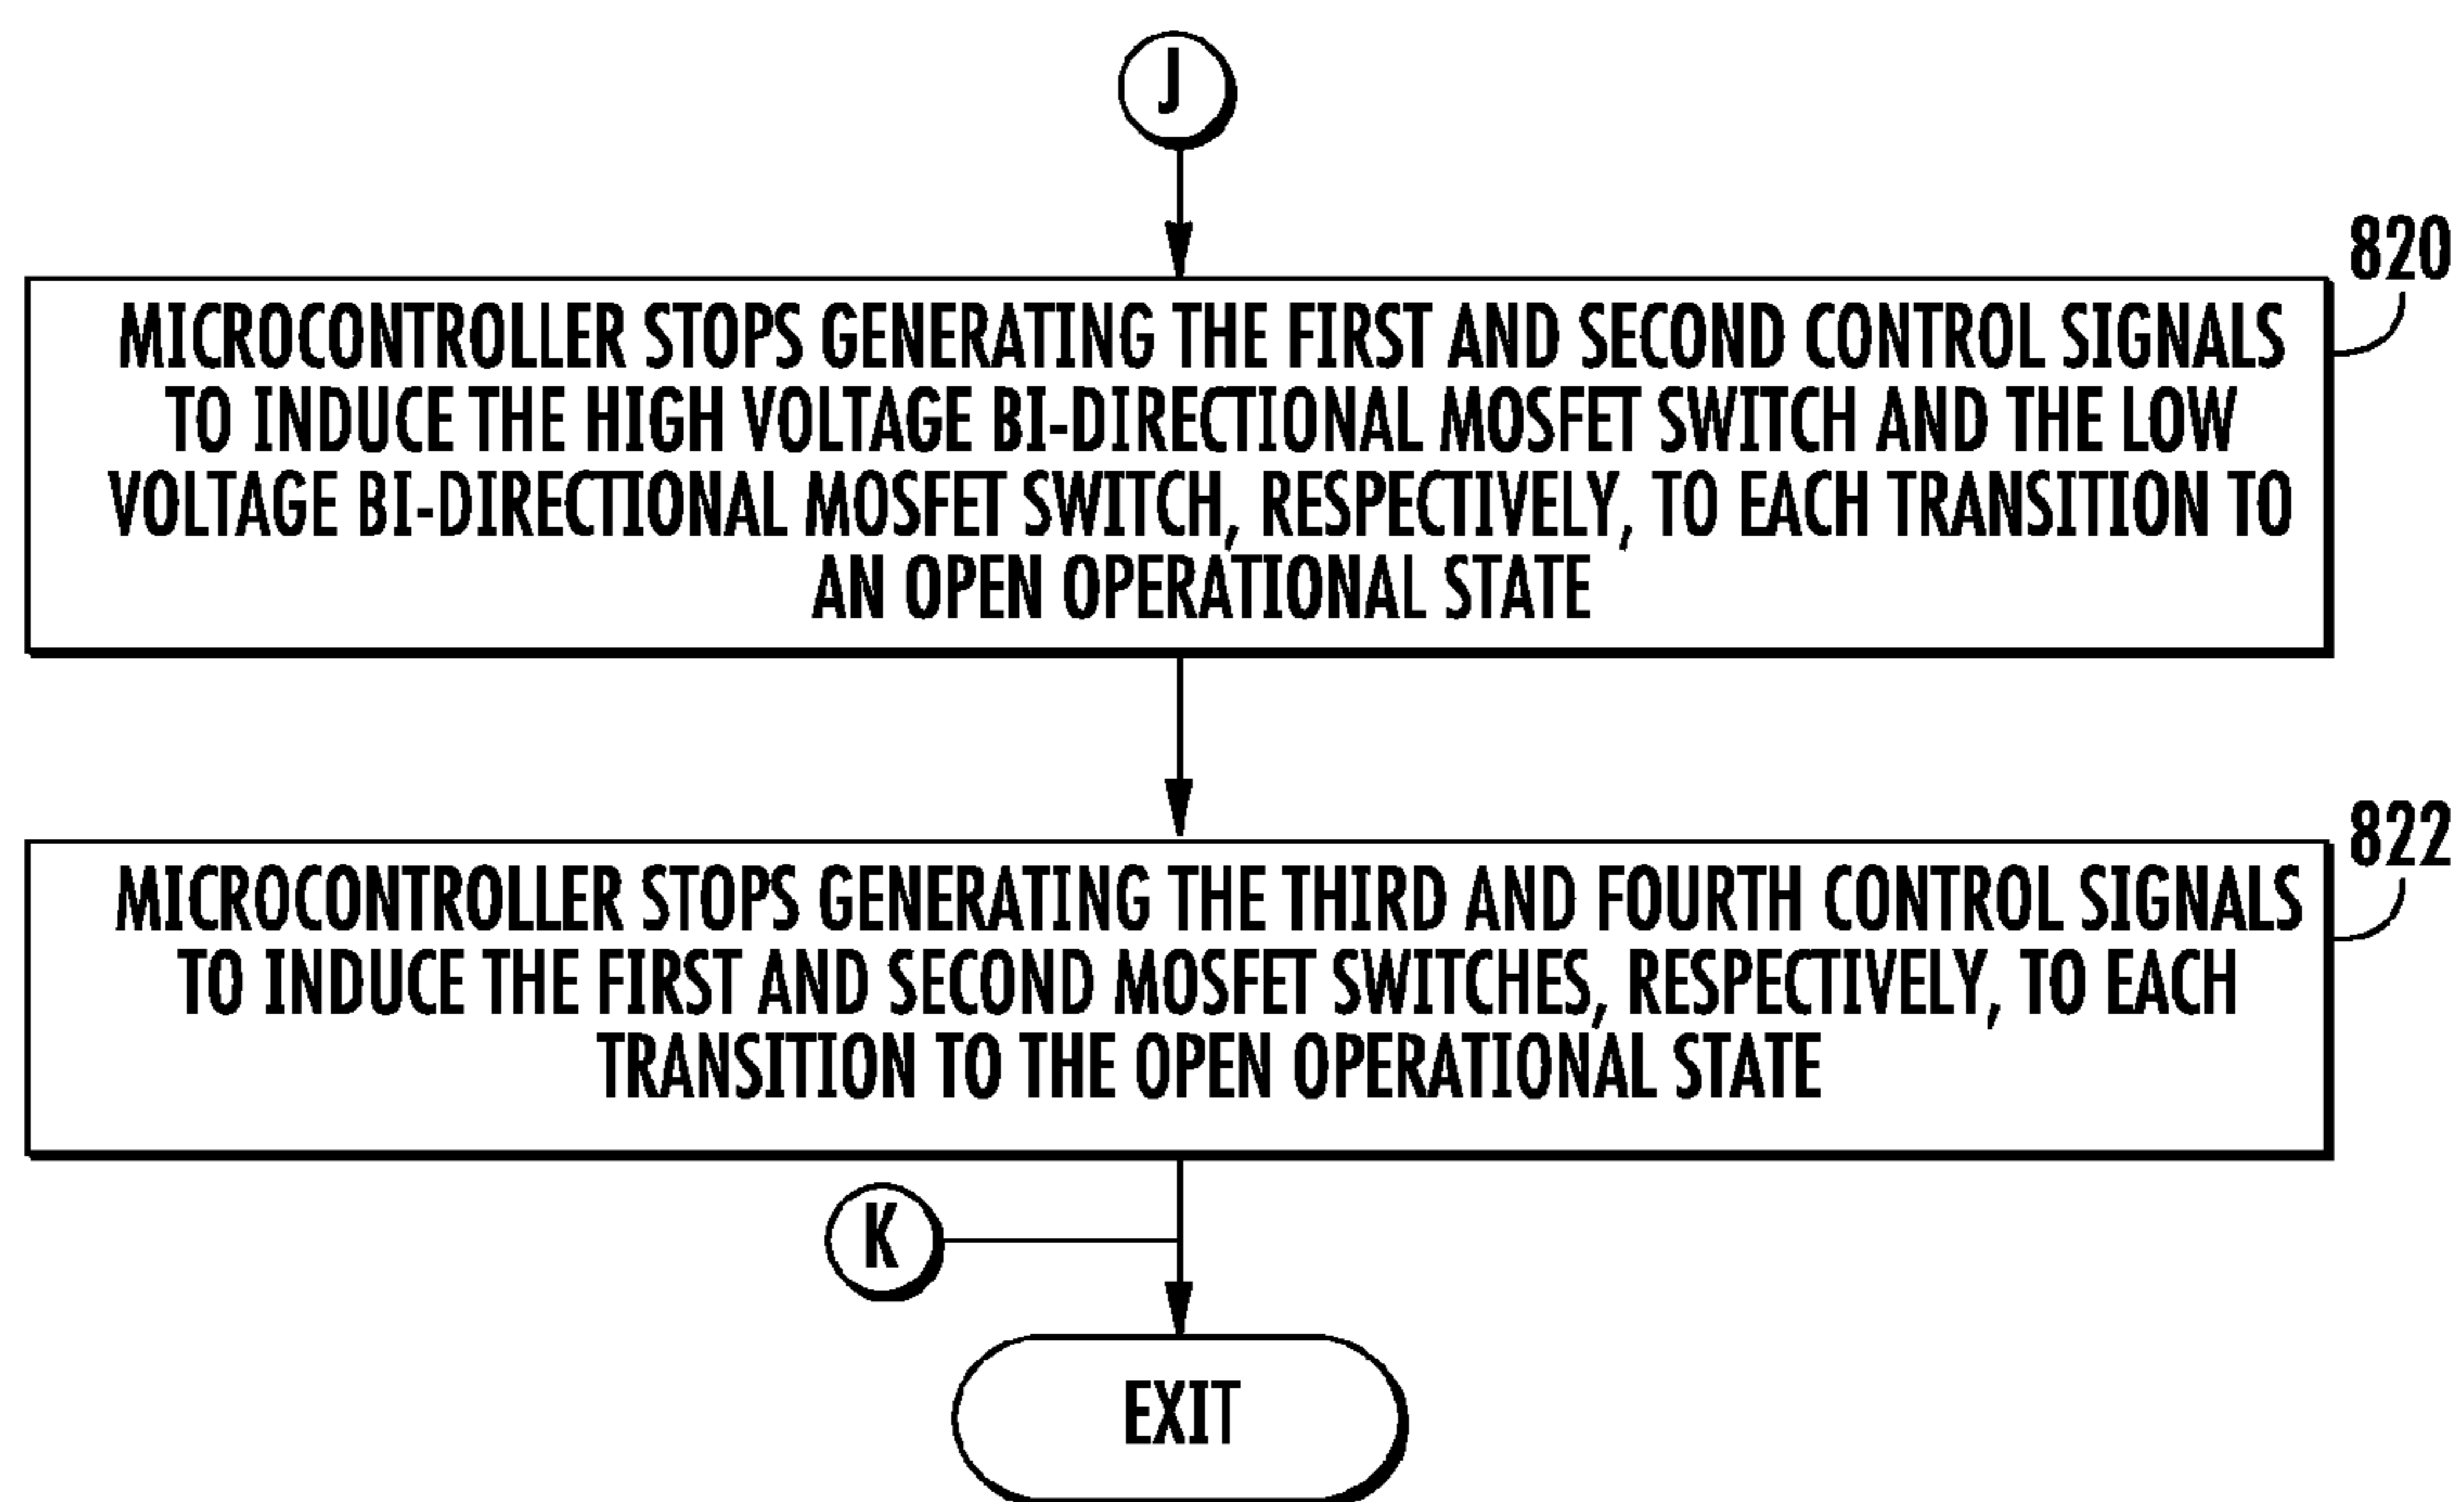 J
820
MICROCONTROLLER STOPS GENERATING THE FIRST AND SECOND CONTROL SIGNALS
TO INDUCE THE HIGH VOLTAGE BI-DIRECTIONAL MOSFET SWITCH AND THE LOW
VOLTAGE BI-DIRECTIONAL MOSFET SWITCH, RESPECTIVELY, TO EACH TRANSITION TO
AN OPEN OPERATIONAL STATE
822
MICROCONTROLLER STOPS GENERATING THE THIRD AND FOURTH CONTROL SIGNALS
TO INDUCE THE FIRST AND SECOND MOSFET SWITCHES, RESPECTIVELY, TO EACH
TRANSITION TO THE OPEN OPERATIONAL STATE
K
EXIT